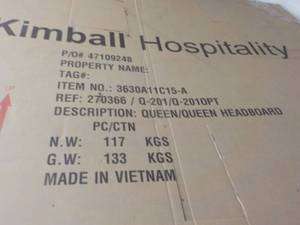 Kimball Hospitality
P/O# 47109248
PROPERTY NAME:
TAG#:
ITEM NO.: 3630A11C15-A
REF: 270366 / Q-201/Q-201OPT
DESCRIPTION: QUEEN/QUEEN HEADBOARD
PC/CTN
N.W: 117 KGS
G.W: 133 KGS
MADE IN VIETNAM